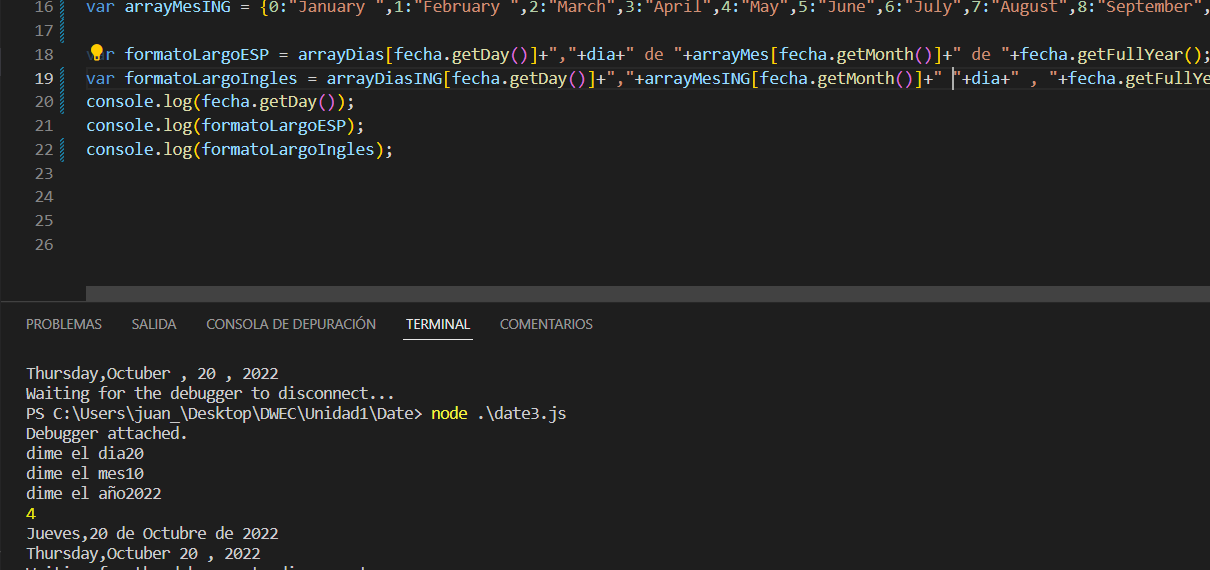 16 var arrayMesING = {0:"January ",1:"February ",2:"March",3:"April",4:"May",5:"June",6:"July",7:"August",8:"September",
17
18 var formatoLargoESP = arrayDias[fecha.getDay()]+","+dia+" de "+arrayMes[fecha.getMonth()]+" de "+fecha.getFullYear();
19 var formatoLargoIngles = arrayDiasING[fecha.getDay()]+","+arrayMesING[fecha.getMonth()]+" "+dia+" , "+fecha.getFullYe
20 console.log(fecha.getDay());
21 console.log(formatoLargoESP);
22 console.log(formatoLargoIngles);
23
24
25
26
PROBLEMAS SALIDA CONSOLA DE DEPURACIÓN TERMINAL COMENTARIOS
Thursday,Octuber , 20 , 2022
Waiting for the debugger to disconnect...
PS C:\Users\juan_\Desktop\DWEC\Unidad1\Date> node .\date3.js
Debugger attached.
dime el dia20
dime el mes10
dime el año2022
4
Jueves,20 de Octubre de 2022
Thursday,Octuber 20 , 2022
Waiting for the debugger to disconnect